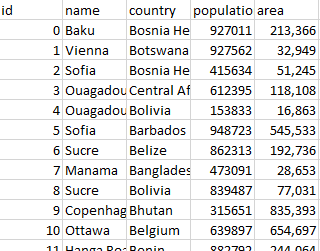 id name country populatio area
0 Baku Bosnia He 927011 213,366
1 Vienna Botswana 927562 32,949
2 Sofia Bosnia He 415634 51,245
3 Ouagadou Central Af 612395 118,108
4 Ouagadou Bolivia 153833 16,863
5 Sofia Barbados 948723 545,533
6 Sucre Belize 862313 192,736
7 Manama Banglades 473091 28,653
8 Sucre Bolivia 839487 77,031
9 Copenhag Bhutan 315651 835,393
10 Ottawa Belgium 639897 654,697
11 Hanga Roa Benin 882792 244,064